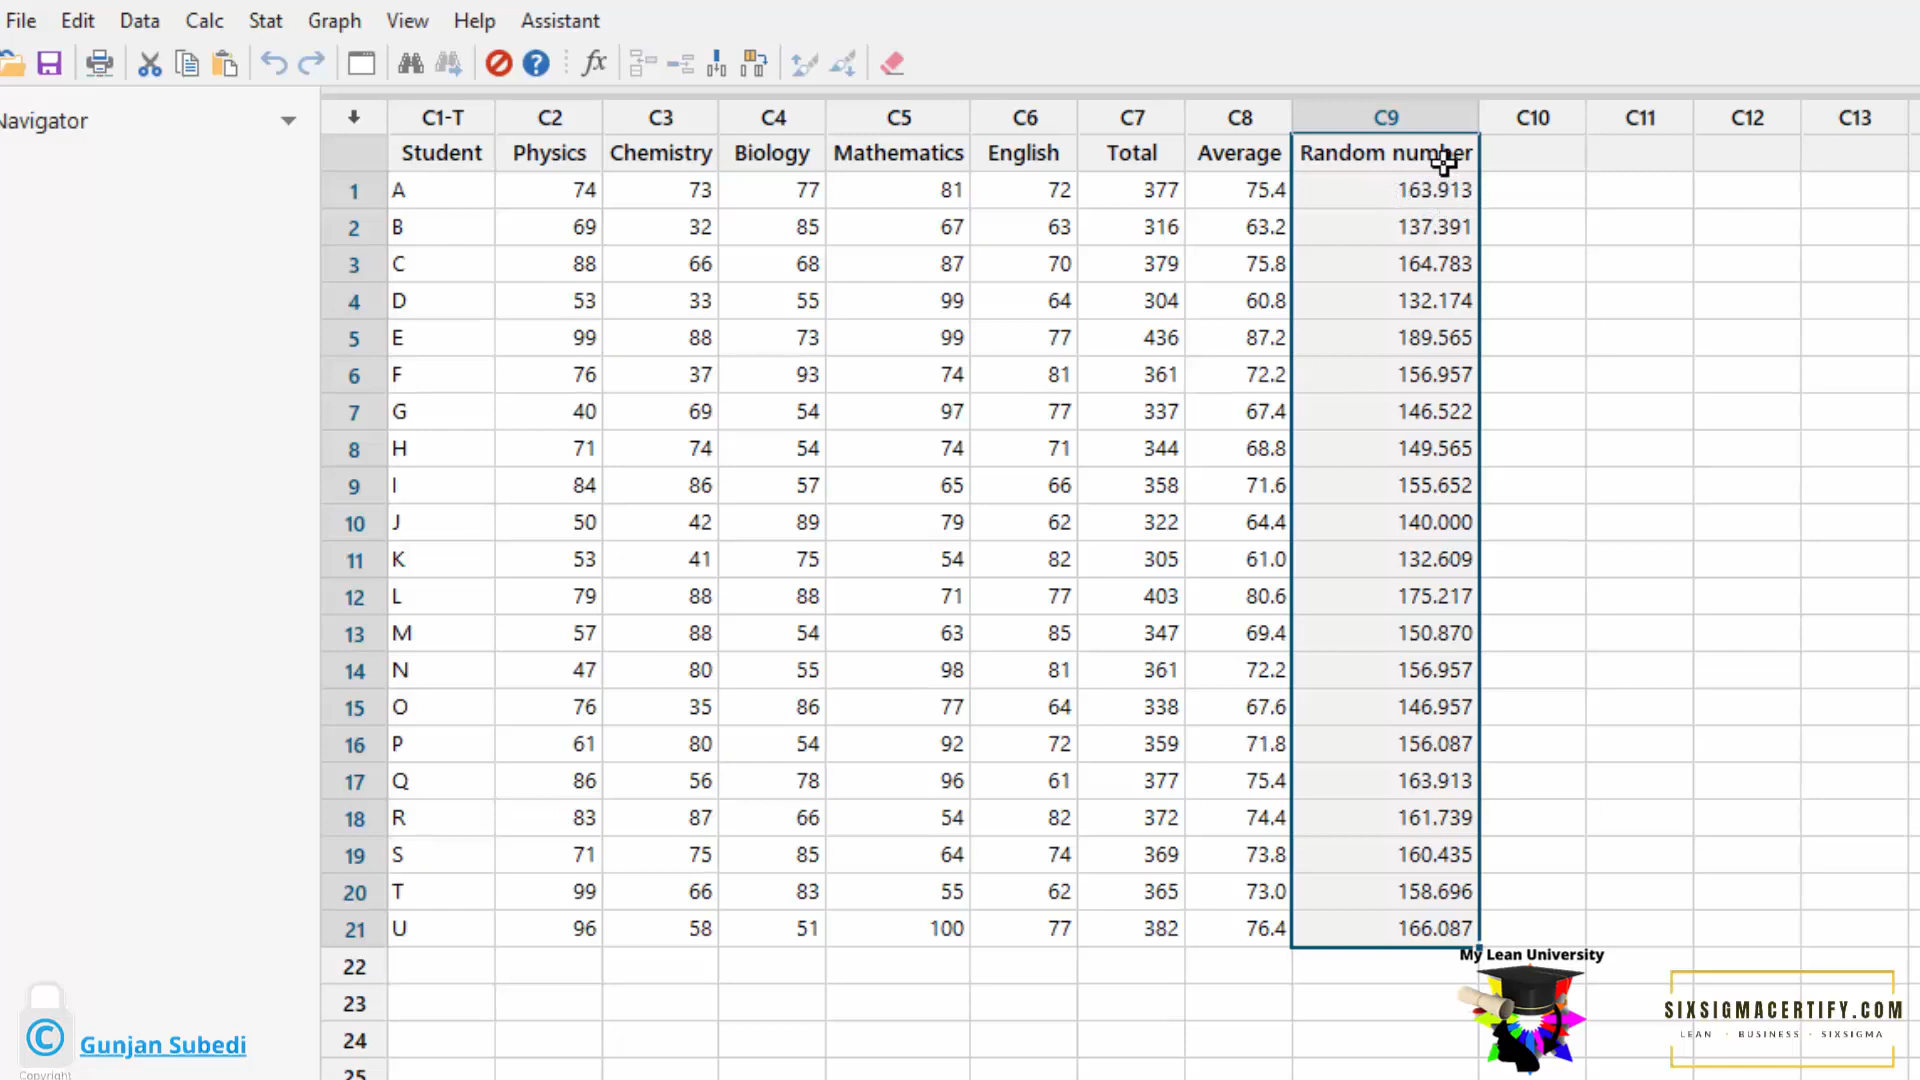 File Edit Data Calc Stat Graph View Help Assistant
fx
Navigator
C1-T C2 C3 C4 C5 C6 C7 C8 C9 C10 C11 C12 C13
Student Physics Chemistry Biology Mathematics English Total Average Random number
1 A 74 73 77 81 72 377 75.4 163.913
2 B 69 32 85 67 63 316 63.2 137.391
3 C 88 66 68 87 70 379 75.8 164.783
4 D 53 33 55 99 64 304 60.8 132.174
5 E 99 88 73 99 77 436 87.2 189.565
6 F 76 37 93 74 81 361 72.2 156.957
7 G 40 69 54 97 77 337 67.4 146.522
8 H 71 74 54 74 71 344 68.8 149.565
9 I 84 86 57 65 66 358 71.6 155.652
10 J 50 42 89 79 62 322 64.4 140.000
11 K 53 41 75 54 82 305 61.0 132.609
12 L 79 88 88 71 77 403 80.6 175.217
13 M 57 88 54 63 85 347 69.4 150.870
14 N 47 80 55 98 81 361 72.2 156.957
15 O 76 35 86 77 64 338 67.6 146.957
16 P 61 80 54 92 72 359 71.8 156.087
17 Q 86 56 78 96 61 377 75.4 163.913
18 R 83 87 66 54 82 372 74.4 161.739
19 S 71 75 85 64 74 369 73.8 160.435
20 T 99 66 83 55 62 365 73.0 158.696
21 U 96 58 51 100 77 382 76.4 166.087
22
23
24
25
My Lean University
SIXSIGMACERTIFY.COM
LEAN · BUSINESS · SIXSIGMA
© Gunjan Subedi
Copyright